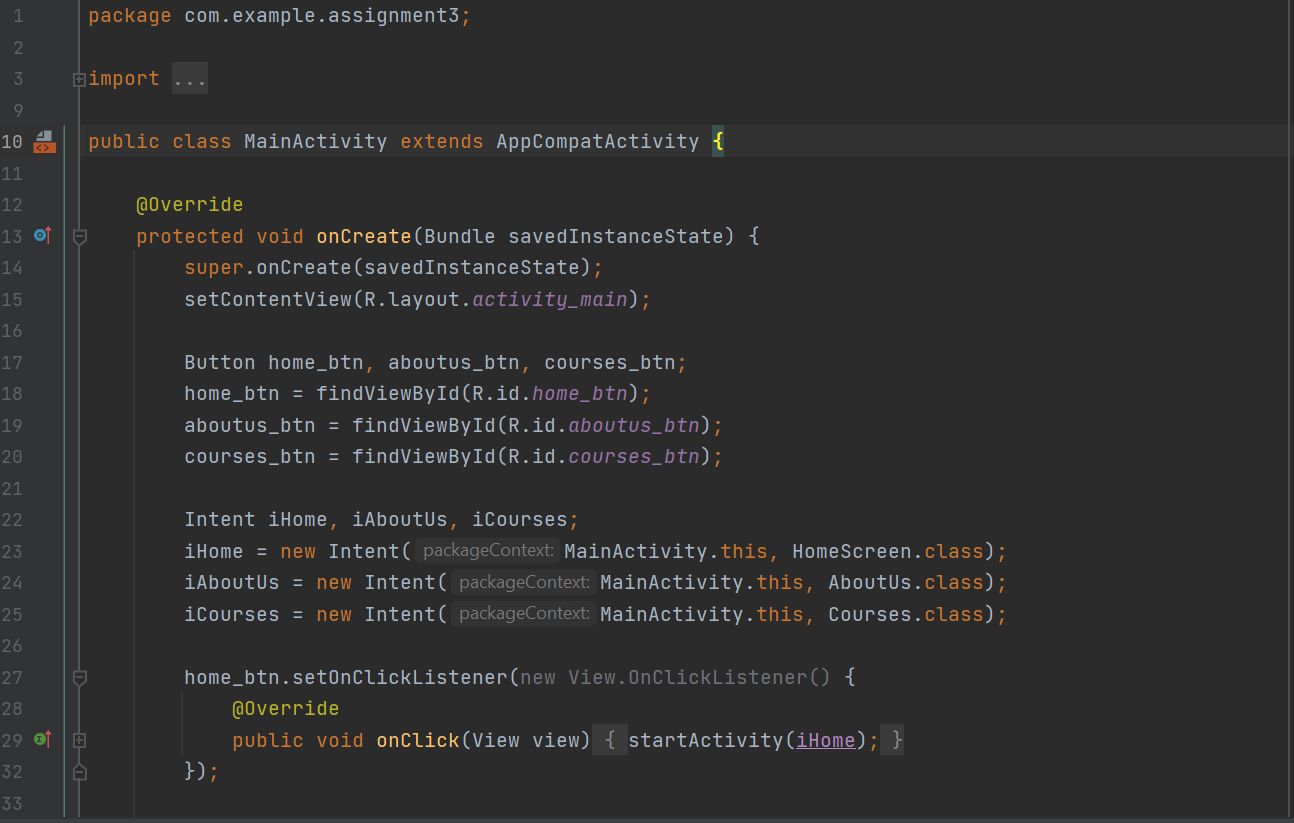 1 package com.example.assignment3;
2
3 import ...
9
10 public class MainActivity extends AppCompatActivity {
11
12 @Override
13 protected void onCreate(Bundle savedInstanceState) {
14 super.onCreate(savedInstanceState);
15 setContentView(R.layout.activity_main);
16
17 Button home_btn, aboutus_btn, courses_btn;
18 home_btn = findViewById(R.id.home_btn);
19 aboutus_btn = findViewById(R.id.aboutus_btn);
20 courses_btn = findViewById(R.id.courses_btn);
21
22 Intent iHome, iAboutUs, iCourses;
23 iHome = new Intent( packageContext: MainActivity.this, HomeScreen.class);
24 iAboutUs = new Intent( packageContext: MainActivity.this, AboutUs.class);
25 iCourses = new Intent( packageContext: MainActivity.this, Courses.class);
26
27 home_btn.setOnClickListener(new View.OnClickListener() {
28 @Override
29 public void onClick(View view) { startActivity(iHome); }
32 });
33